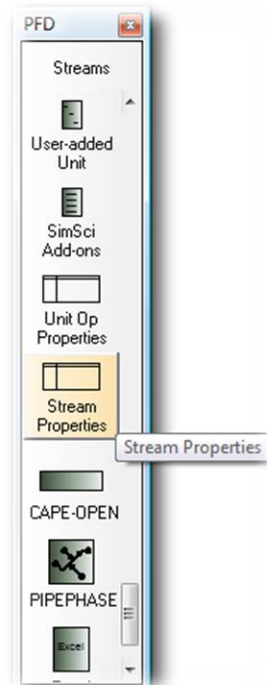 PFD
Streams
User-added
Unit
SimSci
Add-ons
Unit Op
Properties
Stream
Properties
Stream Properties
CAPE-OPEN
PIPEPHASE
Excel